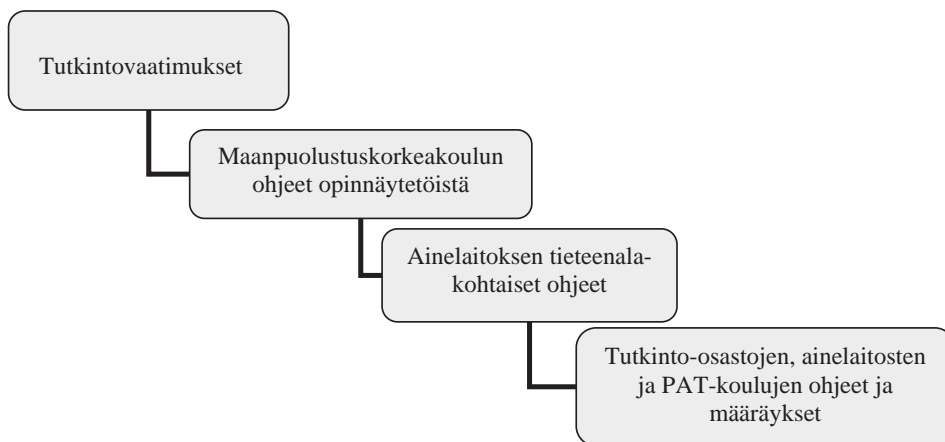 Tutkintovaatimukset
Maanpuolustuskorkeakoulun
ohjeet opinnäytetöistä
Ainelaitoksen tieteenala-
kohtaiset ohjeet
Tutkinto-osastojen, ainelaitosten
ja PAT-koulujen ohjeet ja
määräykset